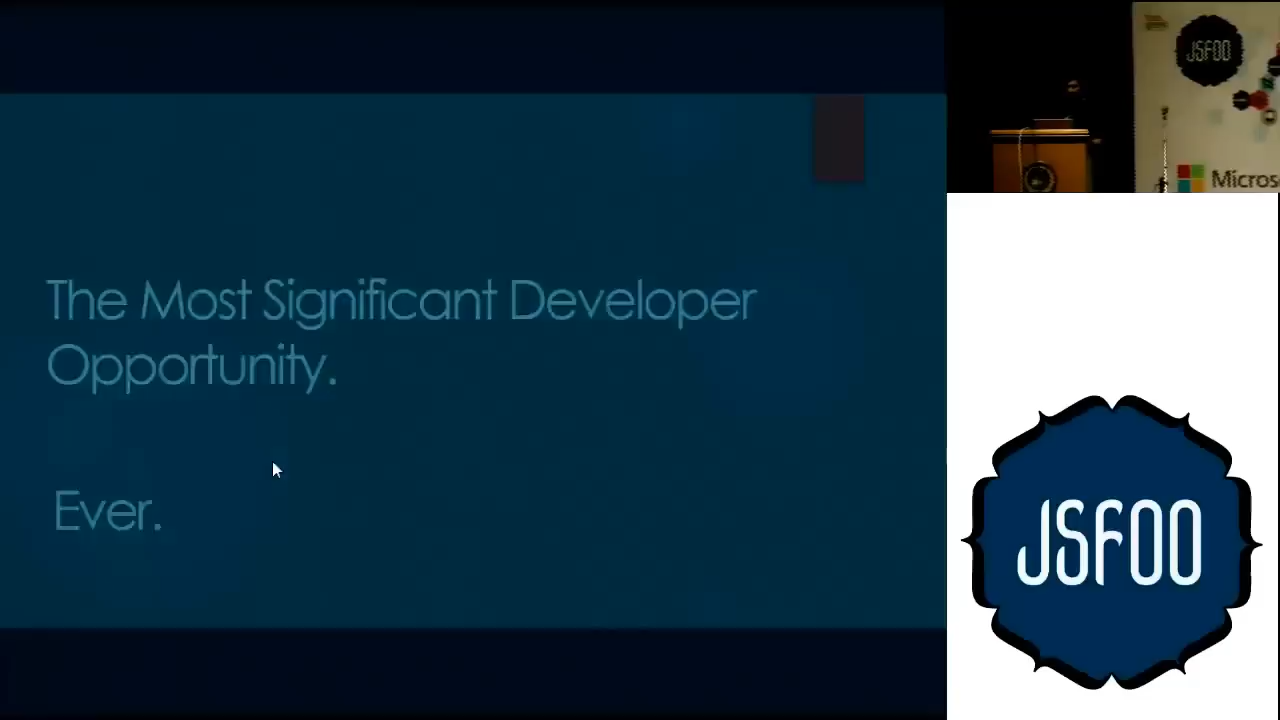 The Most Significant Developer
Opportunity.
Ever.
JSFOO
Micros
JSFOO